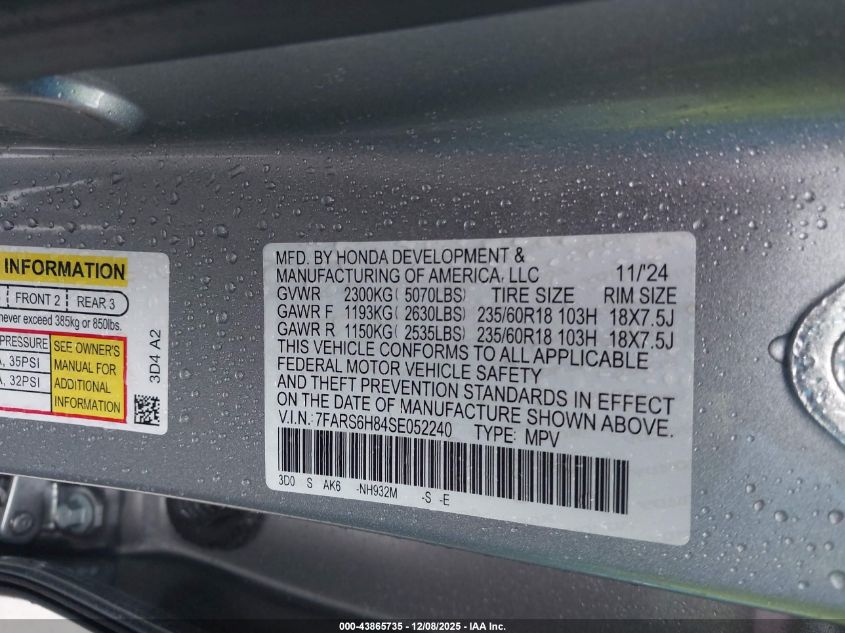 INFORMATION
FRONT 2 REAR 3
never exceed 385kg or 850lbs.
PRESSURE
A, 35PSI
A, 32PSI
SEE OWNER'S
MANUAL FOR
ADDITIONAL
INFORMATION
3D4 A2
MFD. BY HONDA DEVELOPMENT &
MANUFACTURING OF AMERICA, LLC 11/'24
GVWR 2300KG( 5070LBS) TIRE SIZE RIM SIZE
GAWR F 1193KG( 2630LBS) 235/60R18 103H 18X7.5J
GAWR R 1150KG( 2535LBS) 235/60R18 103H 18X7.5J
THIS VEHICLE CONFORMS TO ALL APPLICABLE
FEDERAL MOTOR VEHICLE SAFETY
AND THEFT PREVENTION STANDARDS IN EFFECT
ON THE DATE OF MANUFACTURE SHOWN ABOVE.
V.I.N.: 7FARS6H84SE052240 TYPE: MPV
3D0 S AK6 -NH932M -S -E
000-43865735 - 12/08/2025 - IAA Inc.